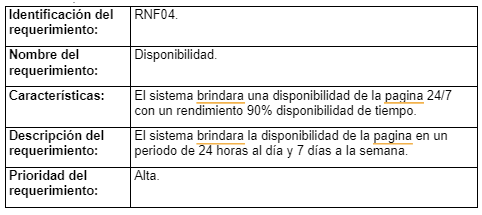 Identificación del requerimiento:
RNF04.
Nombre del requerimiento:
Disponibilidad.
Características:
El sistema brindara una disponibilidad de la pagina 24/7
con un rendimiento 90% disponibilidad de tiempo.
Descripción del requerimiento:
El sistema brindara la disponibilidad de la pagina en un
periodo de 24 horas al día y 7 días a la semana.
Prioridad del requerimiento:
Alta.